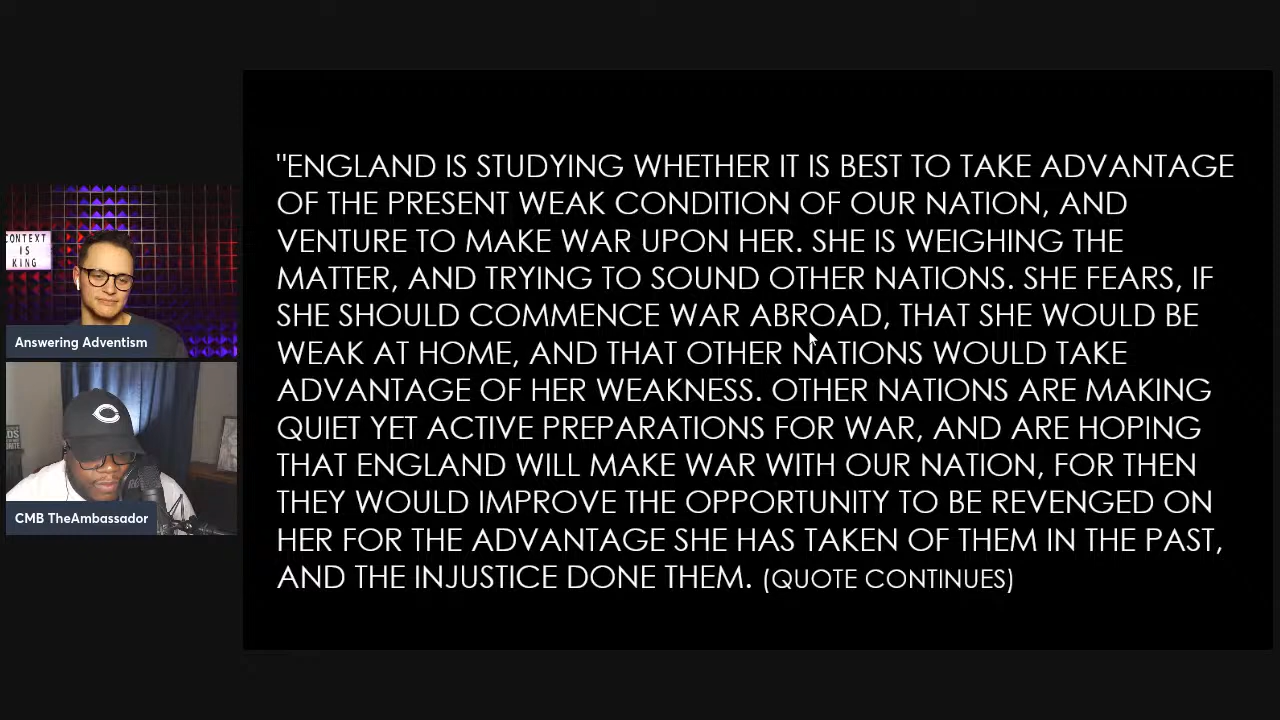 CONTEXT
IS
KING
Answering Adventism
CMB TheAmbassador
"ENGLAND IS STUDYING WHETHER IT IS BEST TO TAKE ADVANTAGE
OF THE PRESENT WEAK CONDITION OF OUR NATION, AND
VENTURE TO MAKE WAR UPON HER. SHE IS WEIGHING THE
MATTER, AND TRYING TO SOUND OTHER NATIONS. SHE FEARS, IF
SHE SHOULD COMMENCE WAR ABROAD, THAT SHE WOULD BE
WEAK AT HOME, AND THAT OTHER NATIONS WOULD TAKE
ADVANTAGE OF HER WEAKNESS. OTHER NATIONS ARE MAKING
QUIET YET ACTIVE PREPARATIONS FOR WAR, AND ARE HOPING
THAT ENGLAND WILL MAKE WAR WITH OUR NATION, FOR THEN
THEY WOULD IMPROVE THE OPPORTUNITY TO BE REVENGED ON
HER FOR THE ADVANTAGE SHE HAS TAKEN OF THEM IN THE PAST,
AND THE INJUSTICE DONE THEM. (QUOTE CONTINUES)